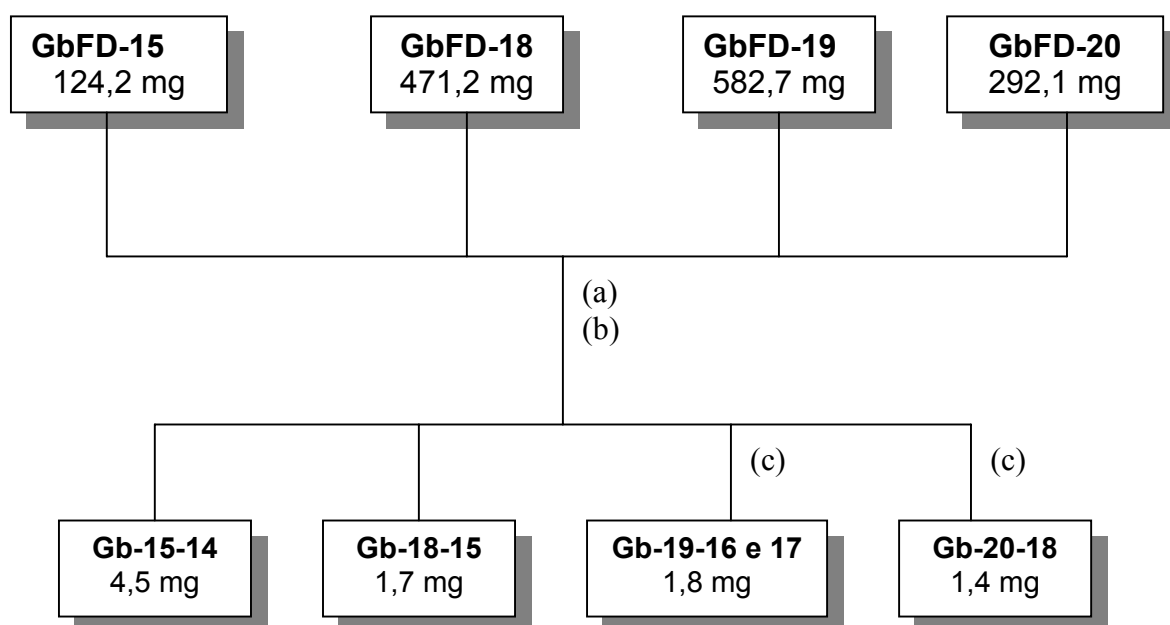 GbFD-15
124,2 mg
GbFD-18
471,2 mg
GbFD-19
582,7 mg
GbFD-20
292,1 mg
(a)
(b)
(c)
(c)
Gb-15-14
4,5 mg
Gb-18-15
1,7 mg
Gb-19-16 e 17
1,8 mg
Gb-20-18
1,4 mg